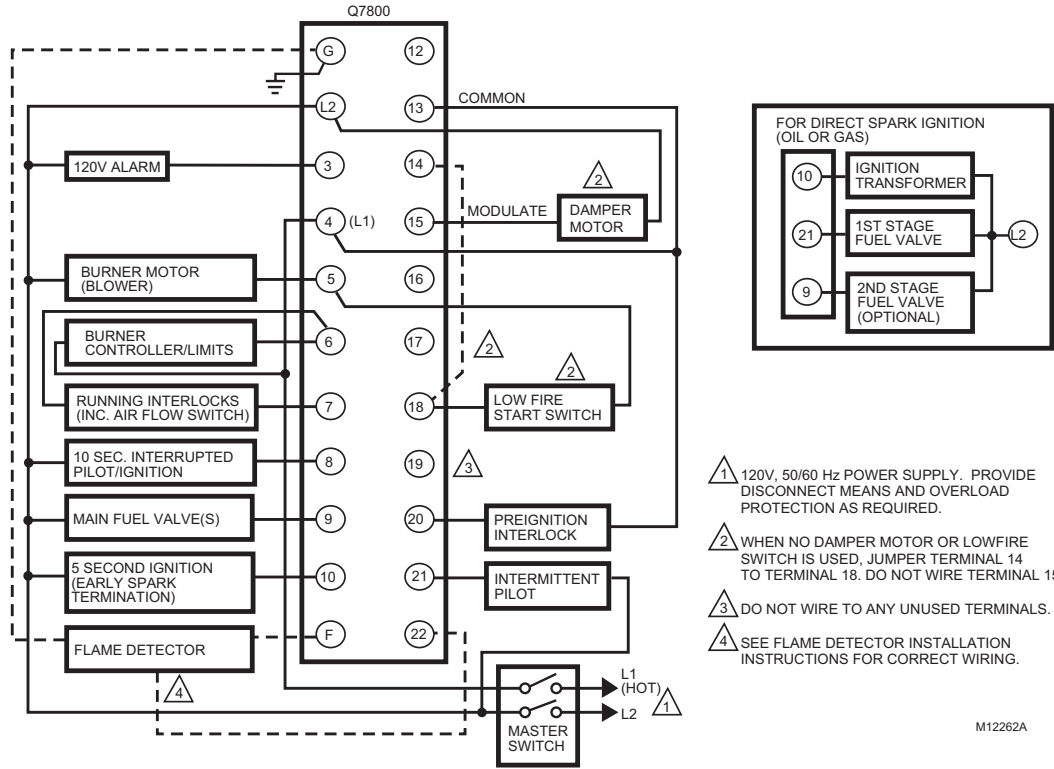 Q7800
G
12
L2
13
COMMON
120V ALARM
3
14
2
4
(L1)
15
MODULATE
DAMPER
MOTOR
BURNER MOTOR
(BLOWER)
5
16
BURNER
CONTROLLER/LIMITS
6
17
2
2
RUNNING INTERLOCKS
(INC. AIR FLOW SWITCH)
7
18
LOW FIRE
START SWITCH
10 SEC. INTERRUPTED
PILOT/IGNITION
8
19
3
MAIN FUEL VALVE(S)
9
20
PREIGNITION
INTERLOCK
5 SECOND IGNITION
(EARLY SPARK
TERMINATION)
10
21
INTERMITTENT
PILOT
FLAME DETECTOR
F
22
4
L1
(HOT)
L2
1
MASTER
SWITCH
FOR DIRECT SPARK IGNITION
(OIL OR GAS)
10
IGNITION
TRANSFORMER
21
1ST STAGE
FUEL VALVE
L2
9
2ND STAGE
FUEL VALVE
(OPTIONAL)
1 120V, 50/60 Hz POWER SUPPLY. PROVIDE
DISCONNECT MEANS AND OVERLOAD
PROTECTION AS REQUIRED.
2 WHEN NO DAMPER MOTOR OR LOWFIRE
SWITCH IS USED, JUMPER TERMINAL 14
TO TERMINAL 18. DO NOT WIRE TERMINAL 15
3 DO NOT WIRE TO ANY UNUSED TERMINALS.
4 SEE FLAME DETECTOR INSTALLATION
INSTRUCTIONS FOR CORRECT WIRING.
M12262A